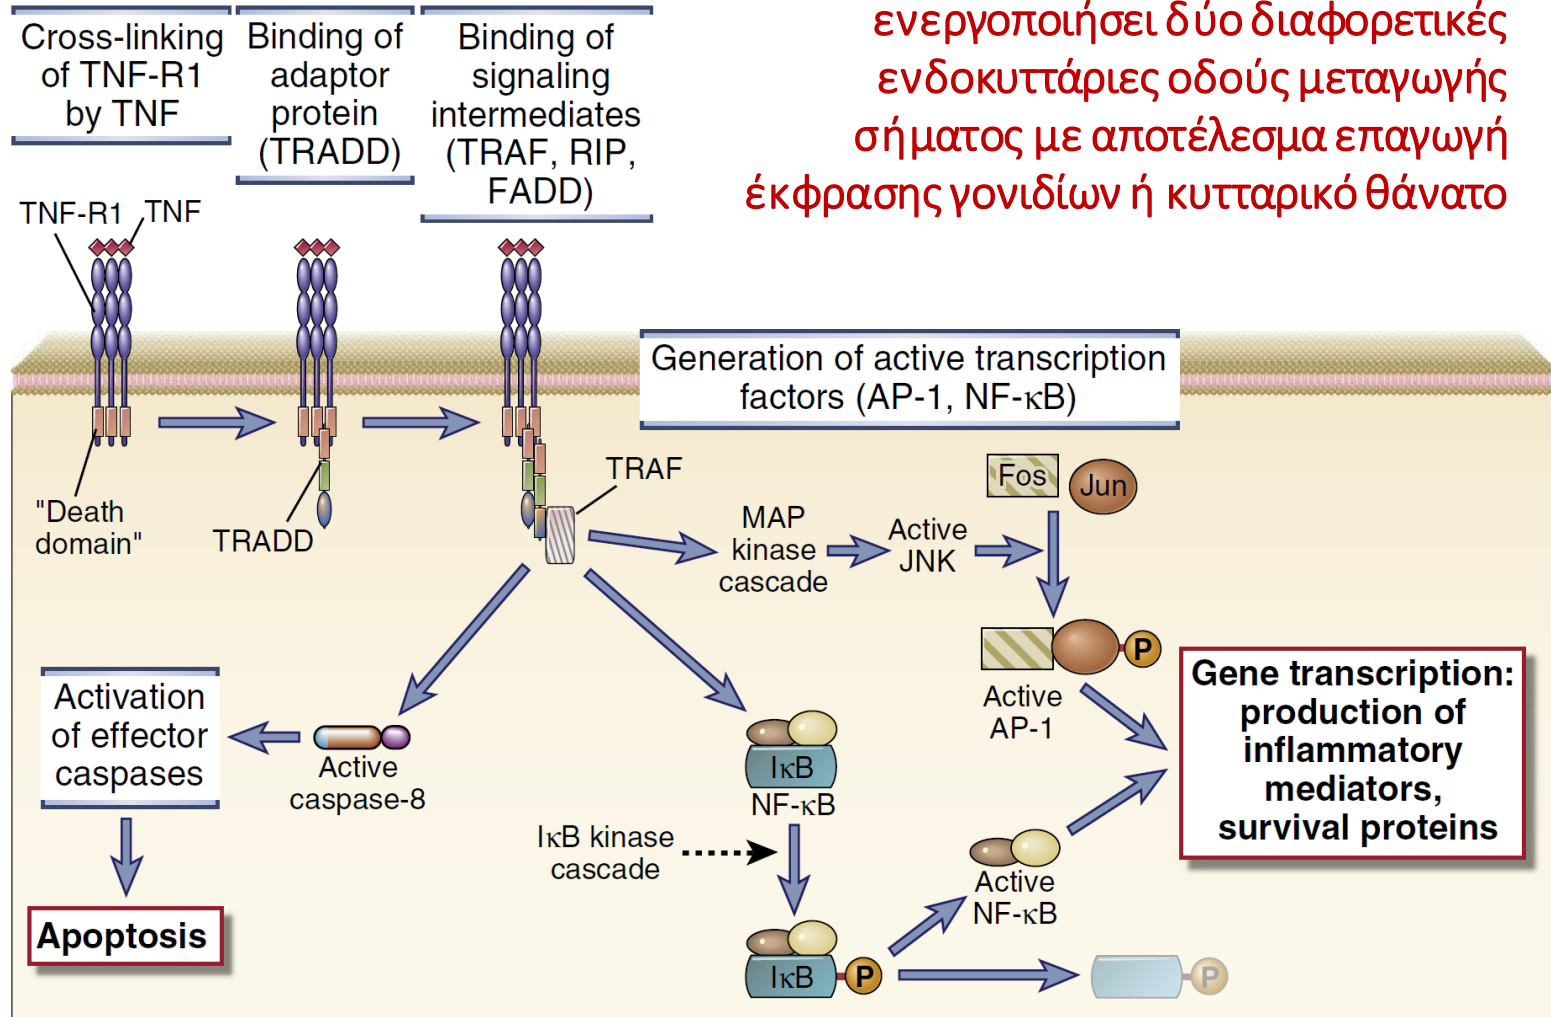 Cross-linking
of TNF-R1
by TNF
Binding of
adaptor
protein
(TRADD)
Binding of
signaling
intermediates
(TRAF, RIP,
FADD)
ενεργοποιήσει δύο διαφορετικές
ενδοκυττάριες οδούς μεταγωγής
σήματος με αποτέλεσμα επαγωγή
έκφρασης γονιδίων ή κυτταρικό θάνατο
TNF-R1
TNF
Generation of active transcription
factors (AP-1, NF-κB)
"Death
domain"
TRADD
TRAF
MAP
kinase
cascade
Active
JNK
Fos
Jun
P
Active
AP-1
Gene transcription:
production of
inflammatory
mediators,
survival proteins
Activation
of effector
caspases
Active
caspase-8
Apoptosis
IκB
NF-κB
IκB kinase
cascade
IκB
P
Active
NF-κB
P